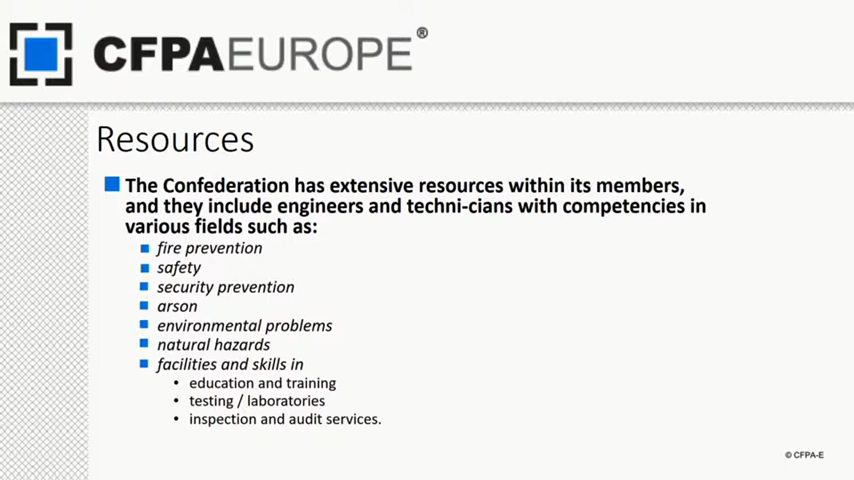 CFPAEUROPE®
Resources
The Confederation has extensive resources within its members,
and they include engineers and techni-cians with competencies in
various fields such as:
fire prevention
safety
security prevention
arson
environmental problems
natural hazards
facilities and skills in
• education and training
• testing / laboratories
• inspection and audit services.
© CFPA-E